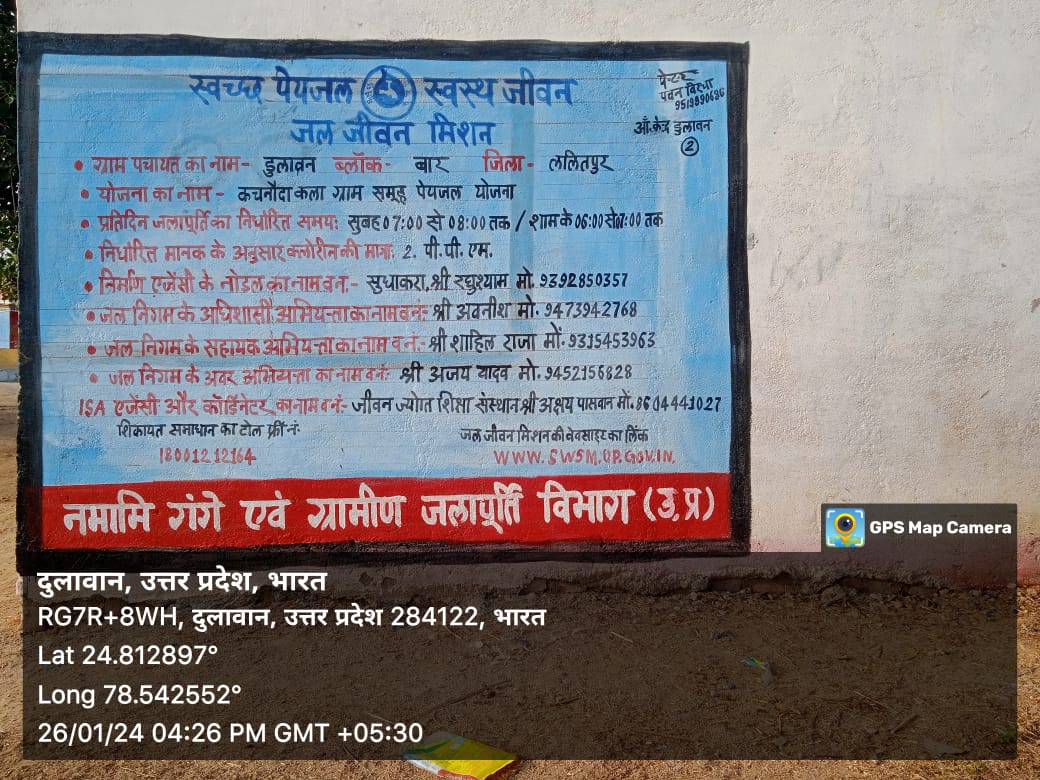 स्वच्छ पेयजल स्वस्थ जीवन
जल जीवन मिशन
पेन्टर
पवन विरधा
9519990696
आँ. केन्द्र डुलावन
2
• ग्राम पचायत का नाम- डुलावन ब्लॉक- बार जिला- ललितपुर
• योजना का नाम- कचनौदा कला ग्राम समूह पेयजल योजना
• प्रतिदिन जलापूर्ति का निर्धारित समय: सुबह 07:00 से 08:00 तक / शाम के 06:00 से 07:00 तक
• निर्धारित मानक के अनुसार क्लोरीन की मात्रा: 2. पी.पी.एम.
• निर्माण एजेंसी के नोडल का नाम व नं.- सुधाकरा, श्री रघुश्याम मो. 9392850357
• जल निगम के अधिशासी अभियन्ता का नाम व नं:- श्री अवनीश मो. 9473942768
• जल निगम के सहायक अभियन्ता का नाम व नं:- श्री शाहिल राजा मों. 9315453963
• जल निगम के अवर अभियन्ता का नाम व नं: श्री अजय यादव मो. 9452156828
ISA एजेंसी और कॉर्डिनेटर का नाम व नं:- जीवन ज्योत शिक्षा संस्थान श्री अक्षय पासवान मों. 8604441027
शिकायत समाधान का टोल फ्री नं:
18001212164
जल जीवन मिशन की वेबसाइट का लिंक
WWW.SWSM.UP.GOV.IN.
नमामि गंगे एवं ग्रामीण जलापूर्ति विभाग (उ.प्र)
GPS Map Camera
दुलावान, उत्तर प्रदेश, भारत
RG7R+8WH, दुलावान, उत्तर प्रदेश 284122, भारत
Lat 24.812897°
Long 78.542552°
26/01/24 04:26 PM GMT +05:30